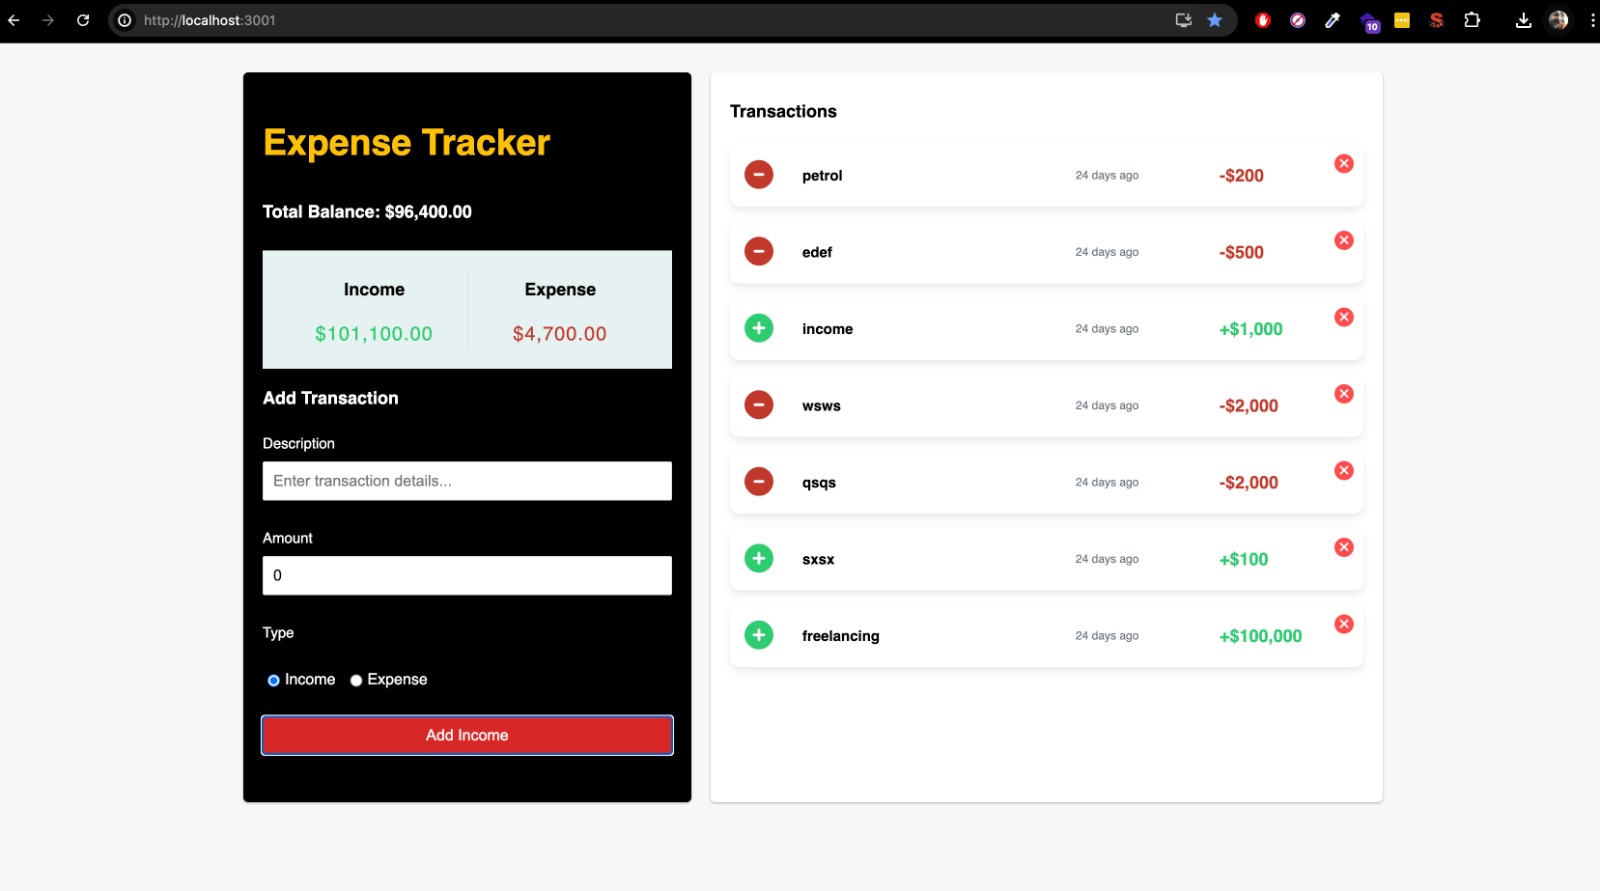 http://localhost:3001
10
Expense Tracker
Total Balance: $96,400.00
Income Expense
$101,100.00 $4,700.00
Add Transaction
Description
Enter transaction details...
Amount
0
Type
Income Expense
Add Income
Transactions
petrol 24 days ago -$200
edef 24 days ago -$500
income 24 days ago +$1,000
wsws 24 days ago -$2,000
qsqs 24 days ago -$2,000
sxsx 24 days ago +$100
freelancing 24 days ago +$100,000